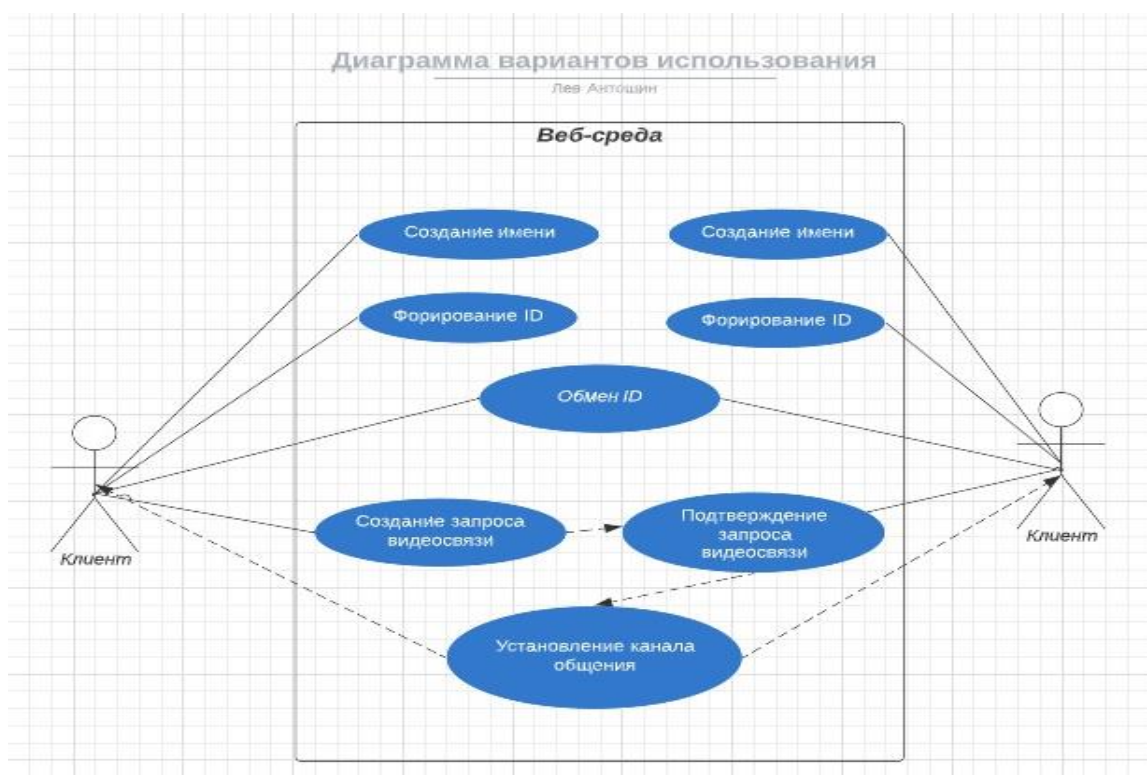 Диаграмма вариантов использования
Лев Антошин
Веб-среда
Создание имени
Создание имени
Форирование ID
Форирование ID
Обмен ID
Создание запроса
видеосвязи
Подтверждение
запроса
видеосвязи
Клиент
Клиент
Установление канала
общения